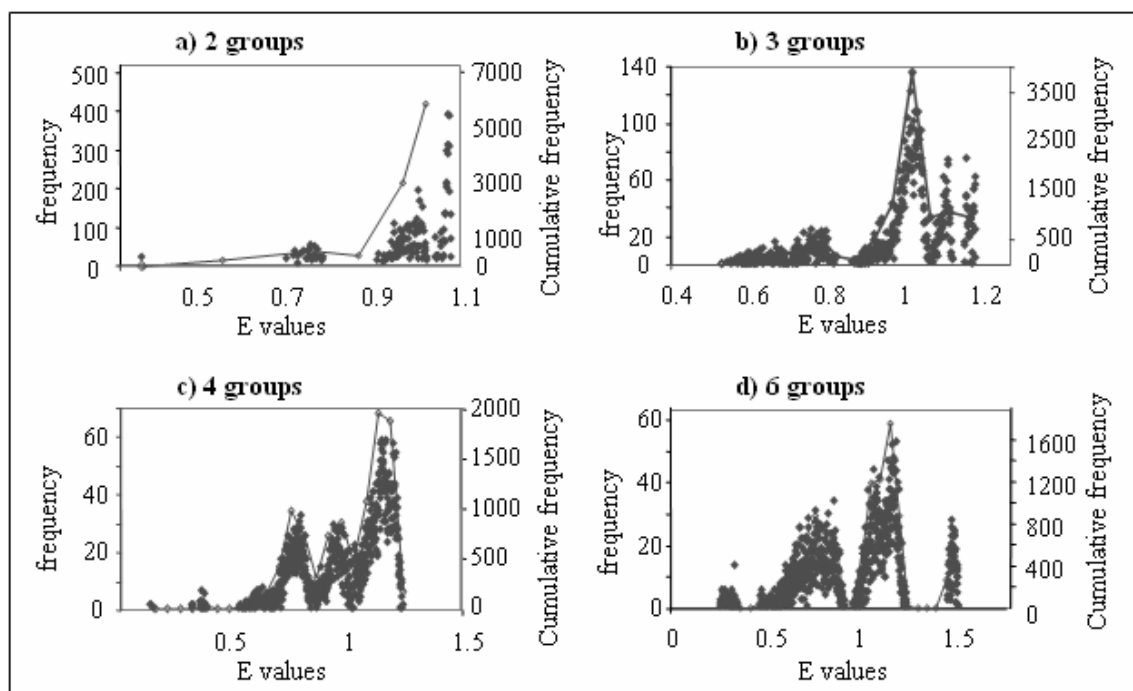 a) 2 groups
500
400
300
200
100
0
frequency
7000
5000
3000
1000
0
Cumulative frequency
0.5 0.7 0.9 1.1
E values
b) 3 groups
140
100
60
20
0
frequency
3500
2500
1500
500
0
Cumulative frequency
0.4 0.6 0.8 1 1.2
E values
c) 4 groups
60
40
20
0
frequency
2000
1500
1000
500
0
Cumulative frequency
0.5 1 1.5
E values
d) 6 groups
60
50
40
30
20
10
0
frequency
1600
1200
800
400
0
Cumulative frequency
0 0.5 1 1.5
E values